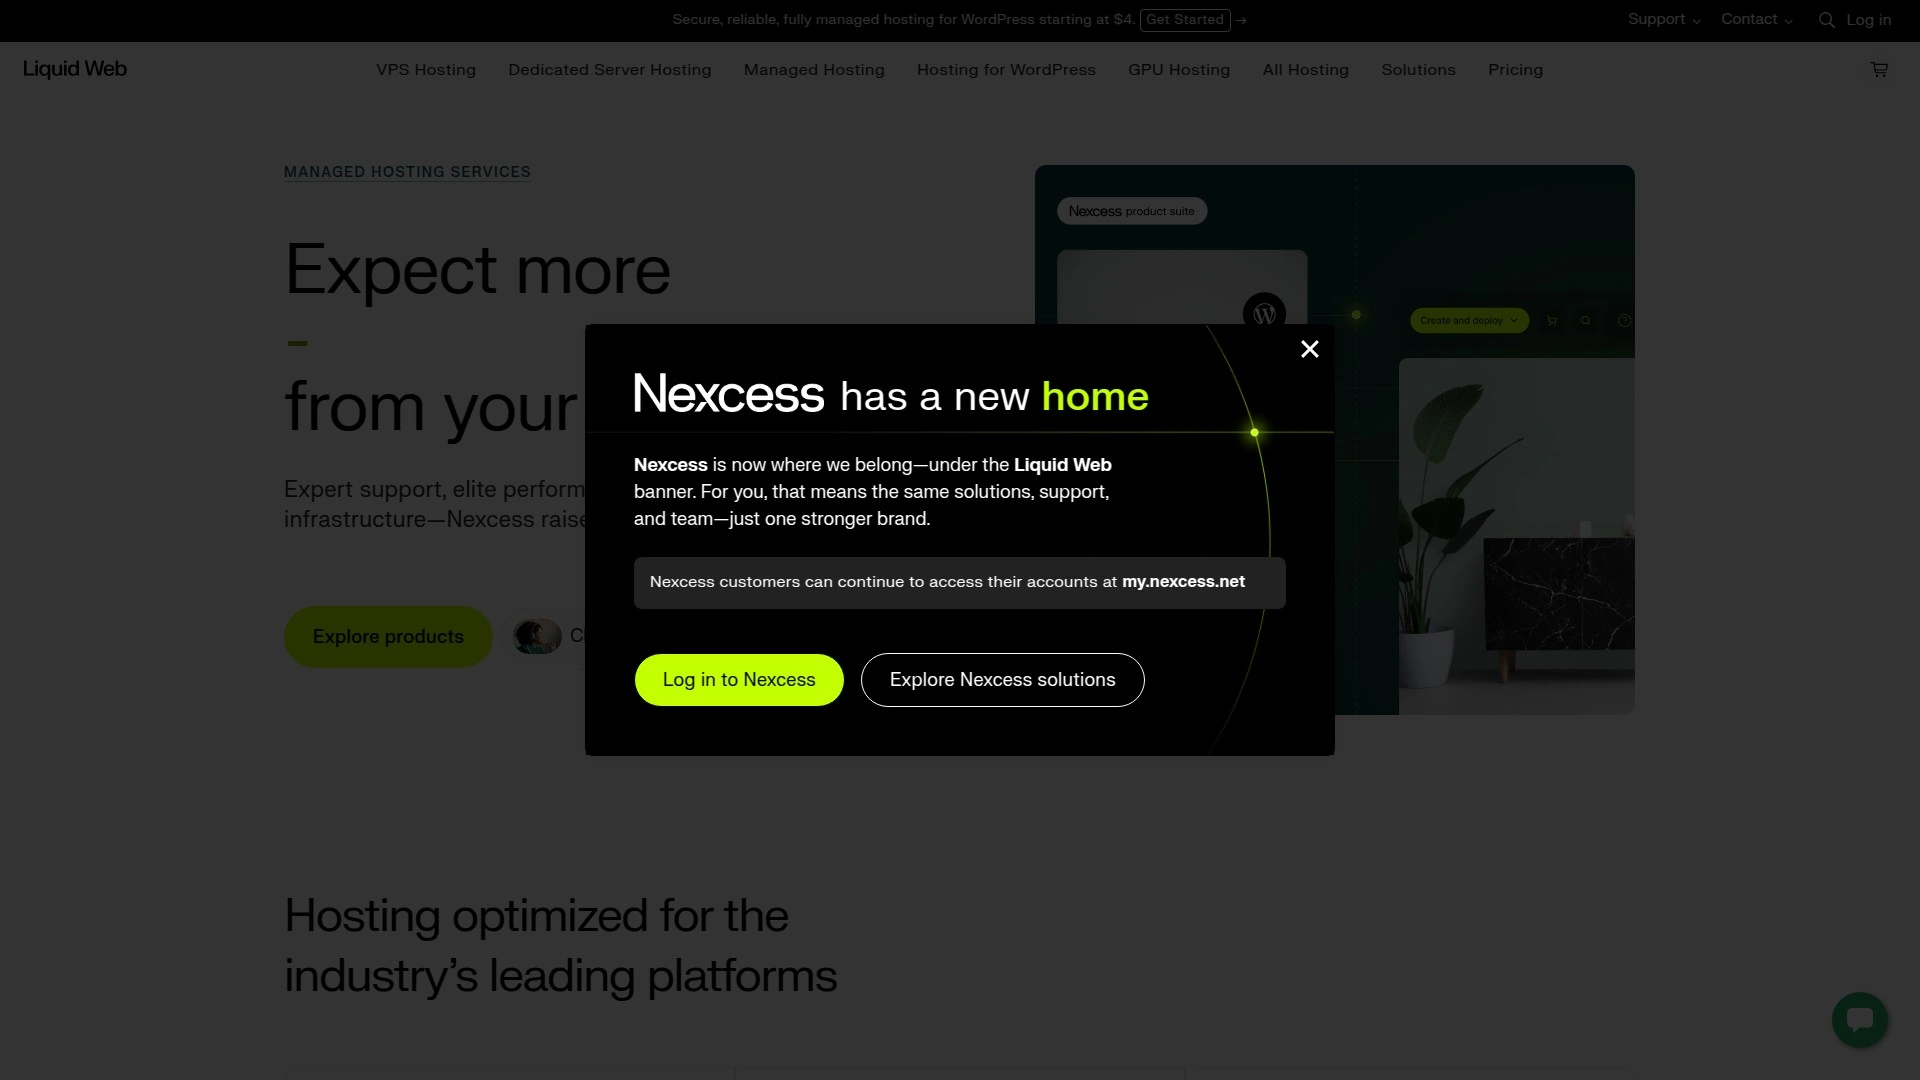 Secure, reliable, fully managed hosting for WordPress starting at $4. Get Started →
Support
Contact
Log in
Liquid Web
VPS Hosting
Dedicated Server Hosting
Managed Hosting
Hosting for WordPress
GPU Hosting
All Hosting
Solutions
Pricing
MANAGED HOSTING SERVICES
Expect more
from your
Expert support, elite perform
infrastructure—Nexcess raise
Explore products
C
Nexcess product suite
Create and deploy
Nexcess has a new home
Nexcess is now where we belong—under the Liquid Web
banner. For you, that means the same solutions, support,
and team—just one stronger brand.
Nexcess customers can continue to access their accounts at my.nexcess.net
Log in to Nexcess
Explore Nexcess solutions
Hosting optimized for the
industry’s leading platforms